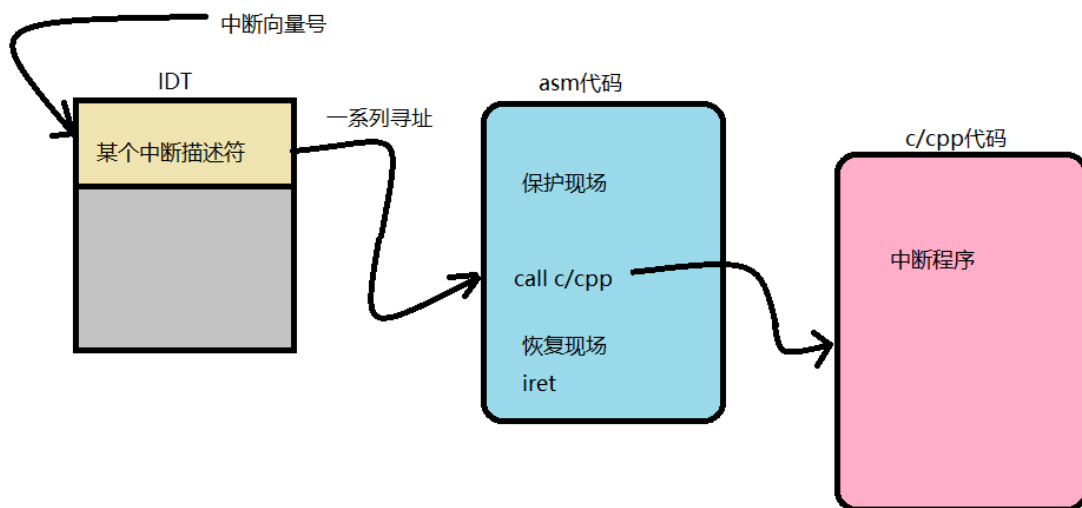 中断向量号
IDT
某个中断描述符
一系列寻址
asm代码
保护现场
call c/cpp
恢复现场
iret
c/cpp代码
中断程序